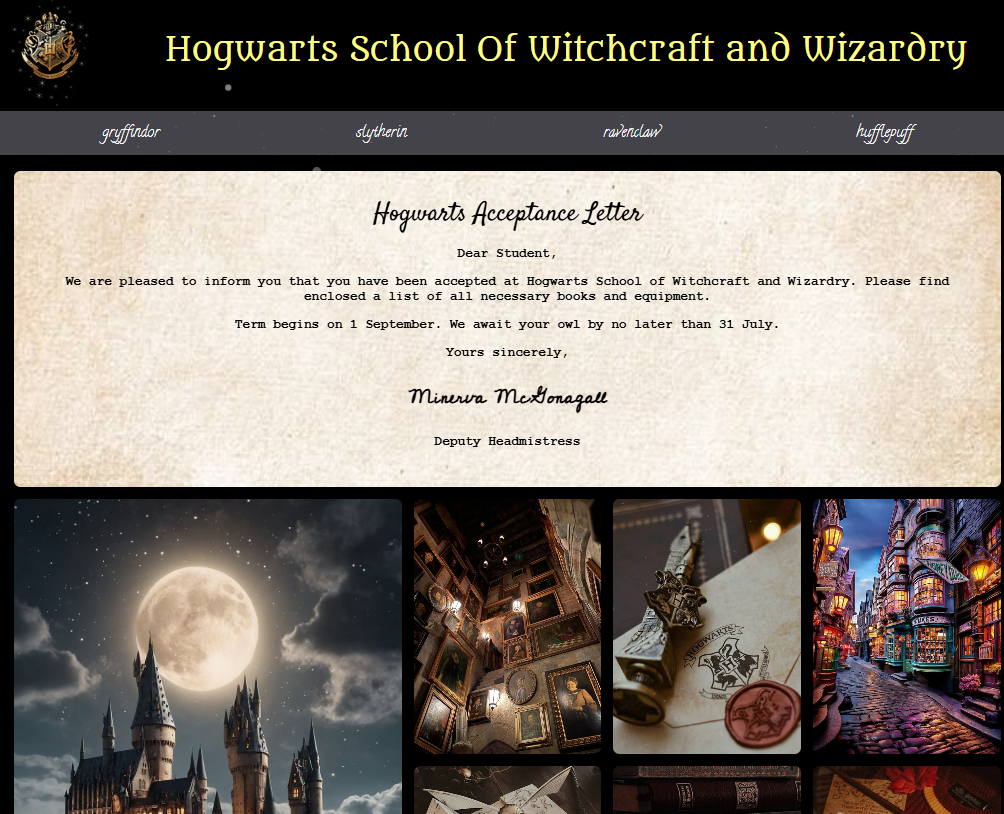 Hogwarts School Of Witchcraft and Wizardry
gryffindor
slytherin
ravenclaw
hufflepuff
Hogwarts Acceptance Letter
Dear Student,
We are pleased to inform you that you have been accepted at Hogwarts School of Witchcraft and Wizardry. Please find
enclosed a list of all necessary books and equipment.
Term begins on 1 September. We await your owl by no later than 31 July.
Yours sincerely,
Minerva McGonagall
Deputy Headmistress
HOGWARTS